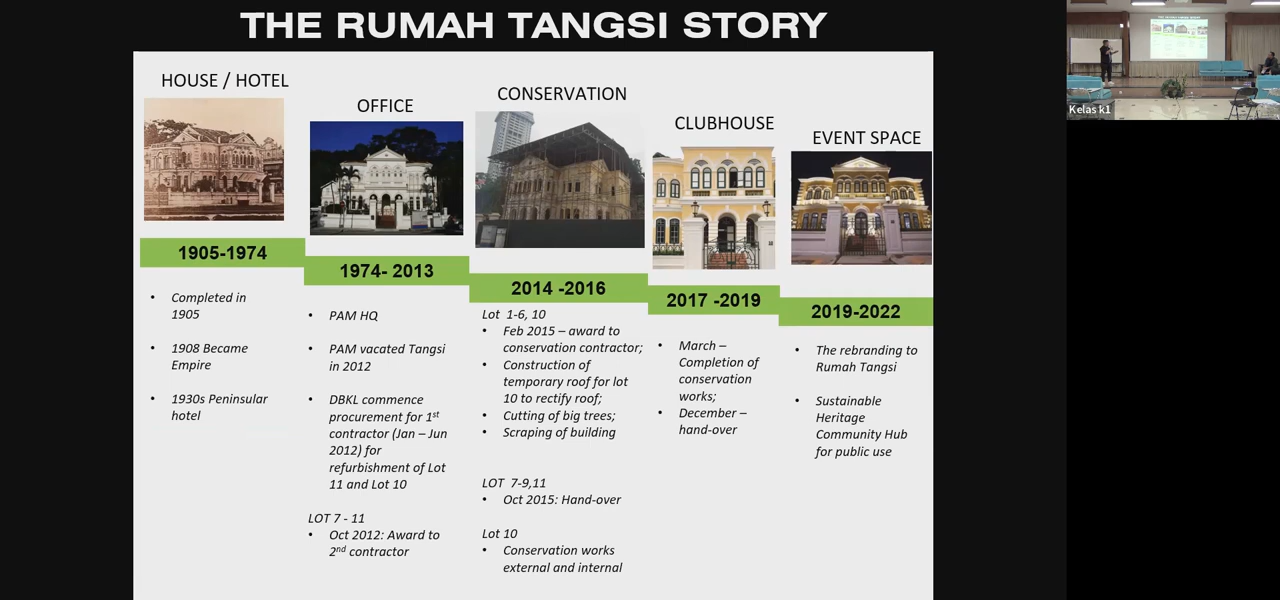 THE RUMAH TANGSI STORY
HOUSE / HOTEL
1905-1974
• Completed in
1905
• 1908 Became
Empire
• 1930s Peninsular
hotel
OFFICE
1974- 2013
• PAM HQ
• PAM vacated Tangsi
in 2012
• DBKL commence
procurement for 1st
contractor (Jan – Jun
2012) for
refurbishment of Lot
11 and Lot 10
LOT 7 - 11
• Oct 2012: Award to
2nd contractor
CONSERVATION
2014 -2016
Lot 1-6, 10
• Feb 2015 – award to
conservation contractor;
• Construction of
temporary roof for lot
10 to rectify roof;
• Cutting of big trees;
• Scraping of building
LOT 7-9,11
• Oct 2015: Hand-over
Lot 10
• Conservation works
external and internal
CLUBHOUSE
2017 -2019
• March –
Completion of
conservation
works;
• December –
hand-over
EVENT SPACE
2019-2022
• The rebranding to
Rumah Tangsi
• Sustainable
Heritage
Community Hub
for public use
Kelas k1